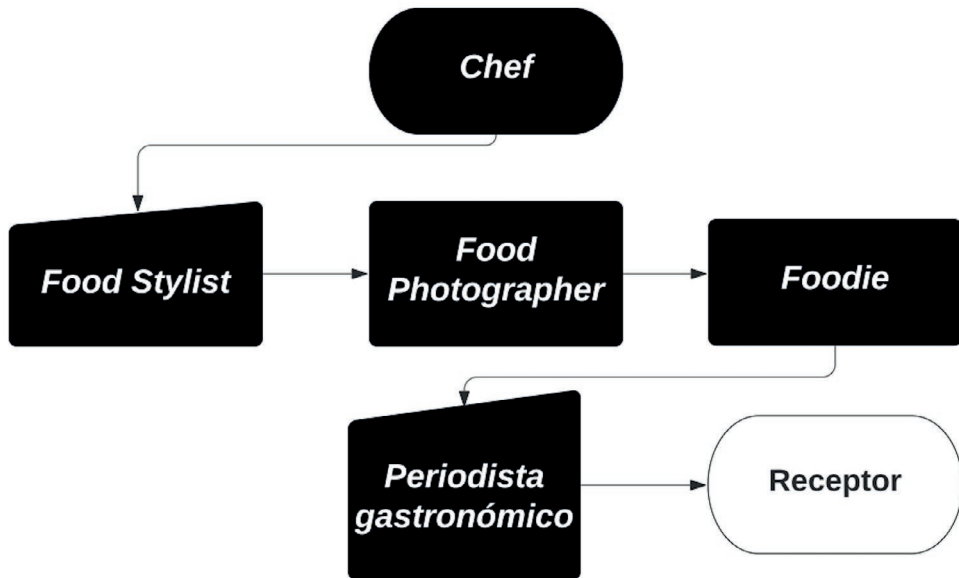 Chef
Food Stylist
Food
Photographer
Foodie
Periodista
gastronómico
Receptor